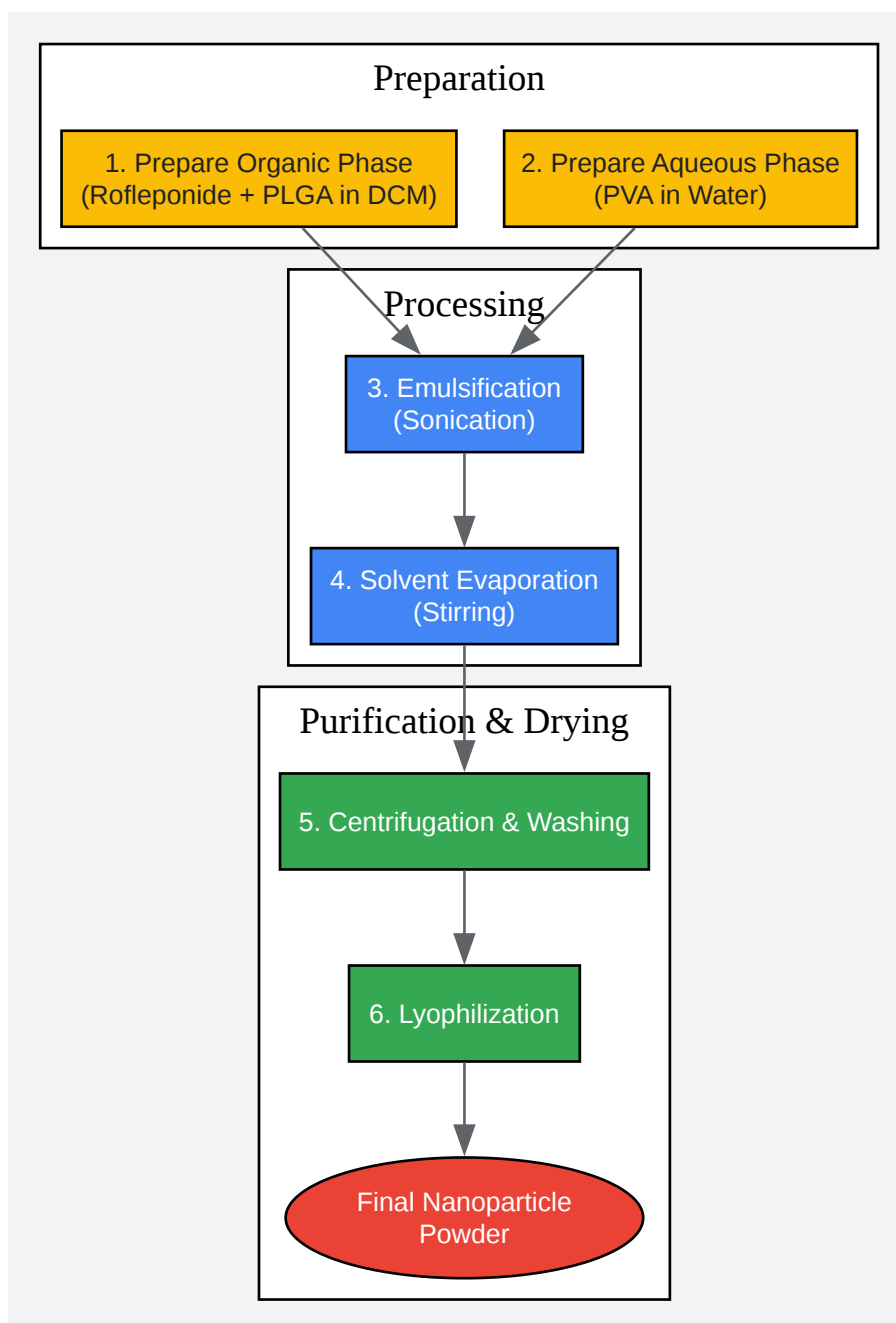 Preparation
1. Prepare Organic Phase
(Rofleponide + PLGA in DCM)
2. Prepare Aqueous Phase
(PVA in Water)
Processing
3. Emulsification
(Sonication)
4. Solvent Evaporation
(Stirring)
Purification & Drying
5. Centrifugation & Washing
6. Lyophilization
Final Nanoparticle
Powder